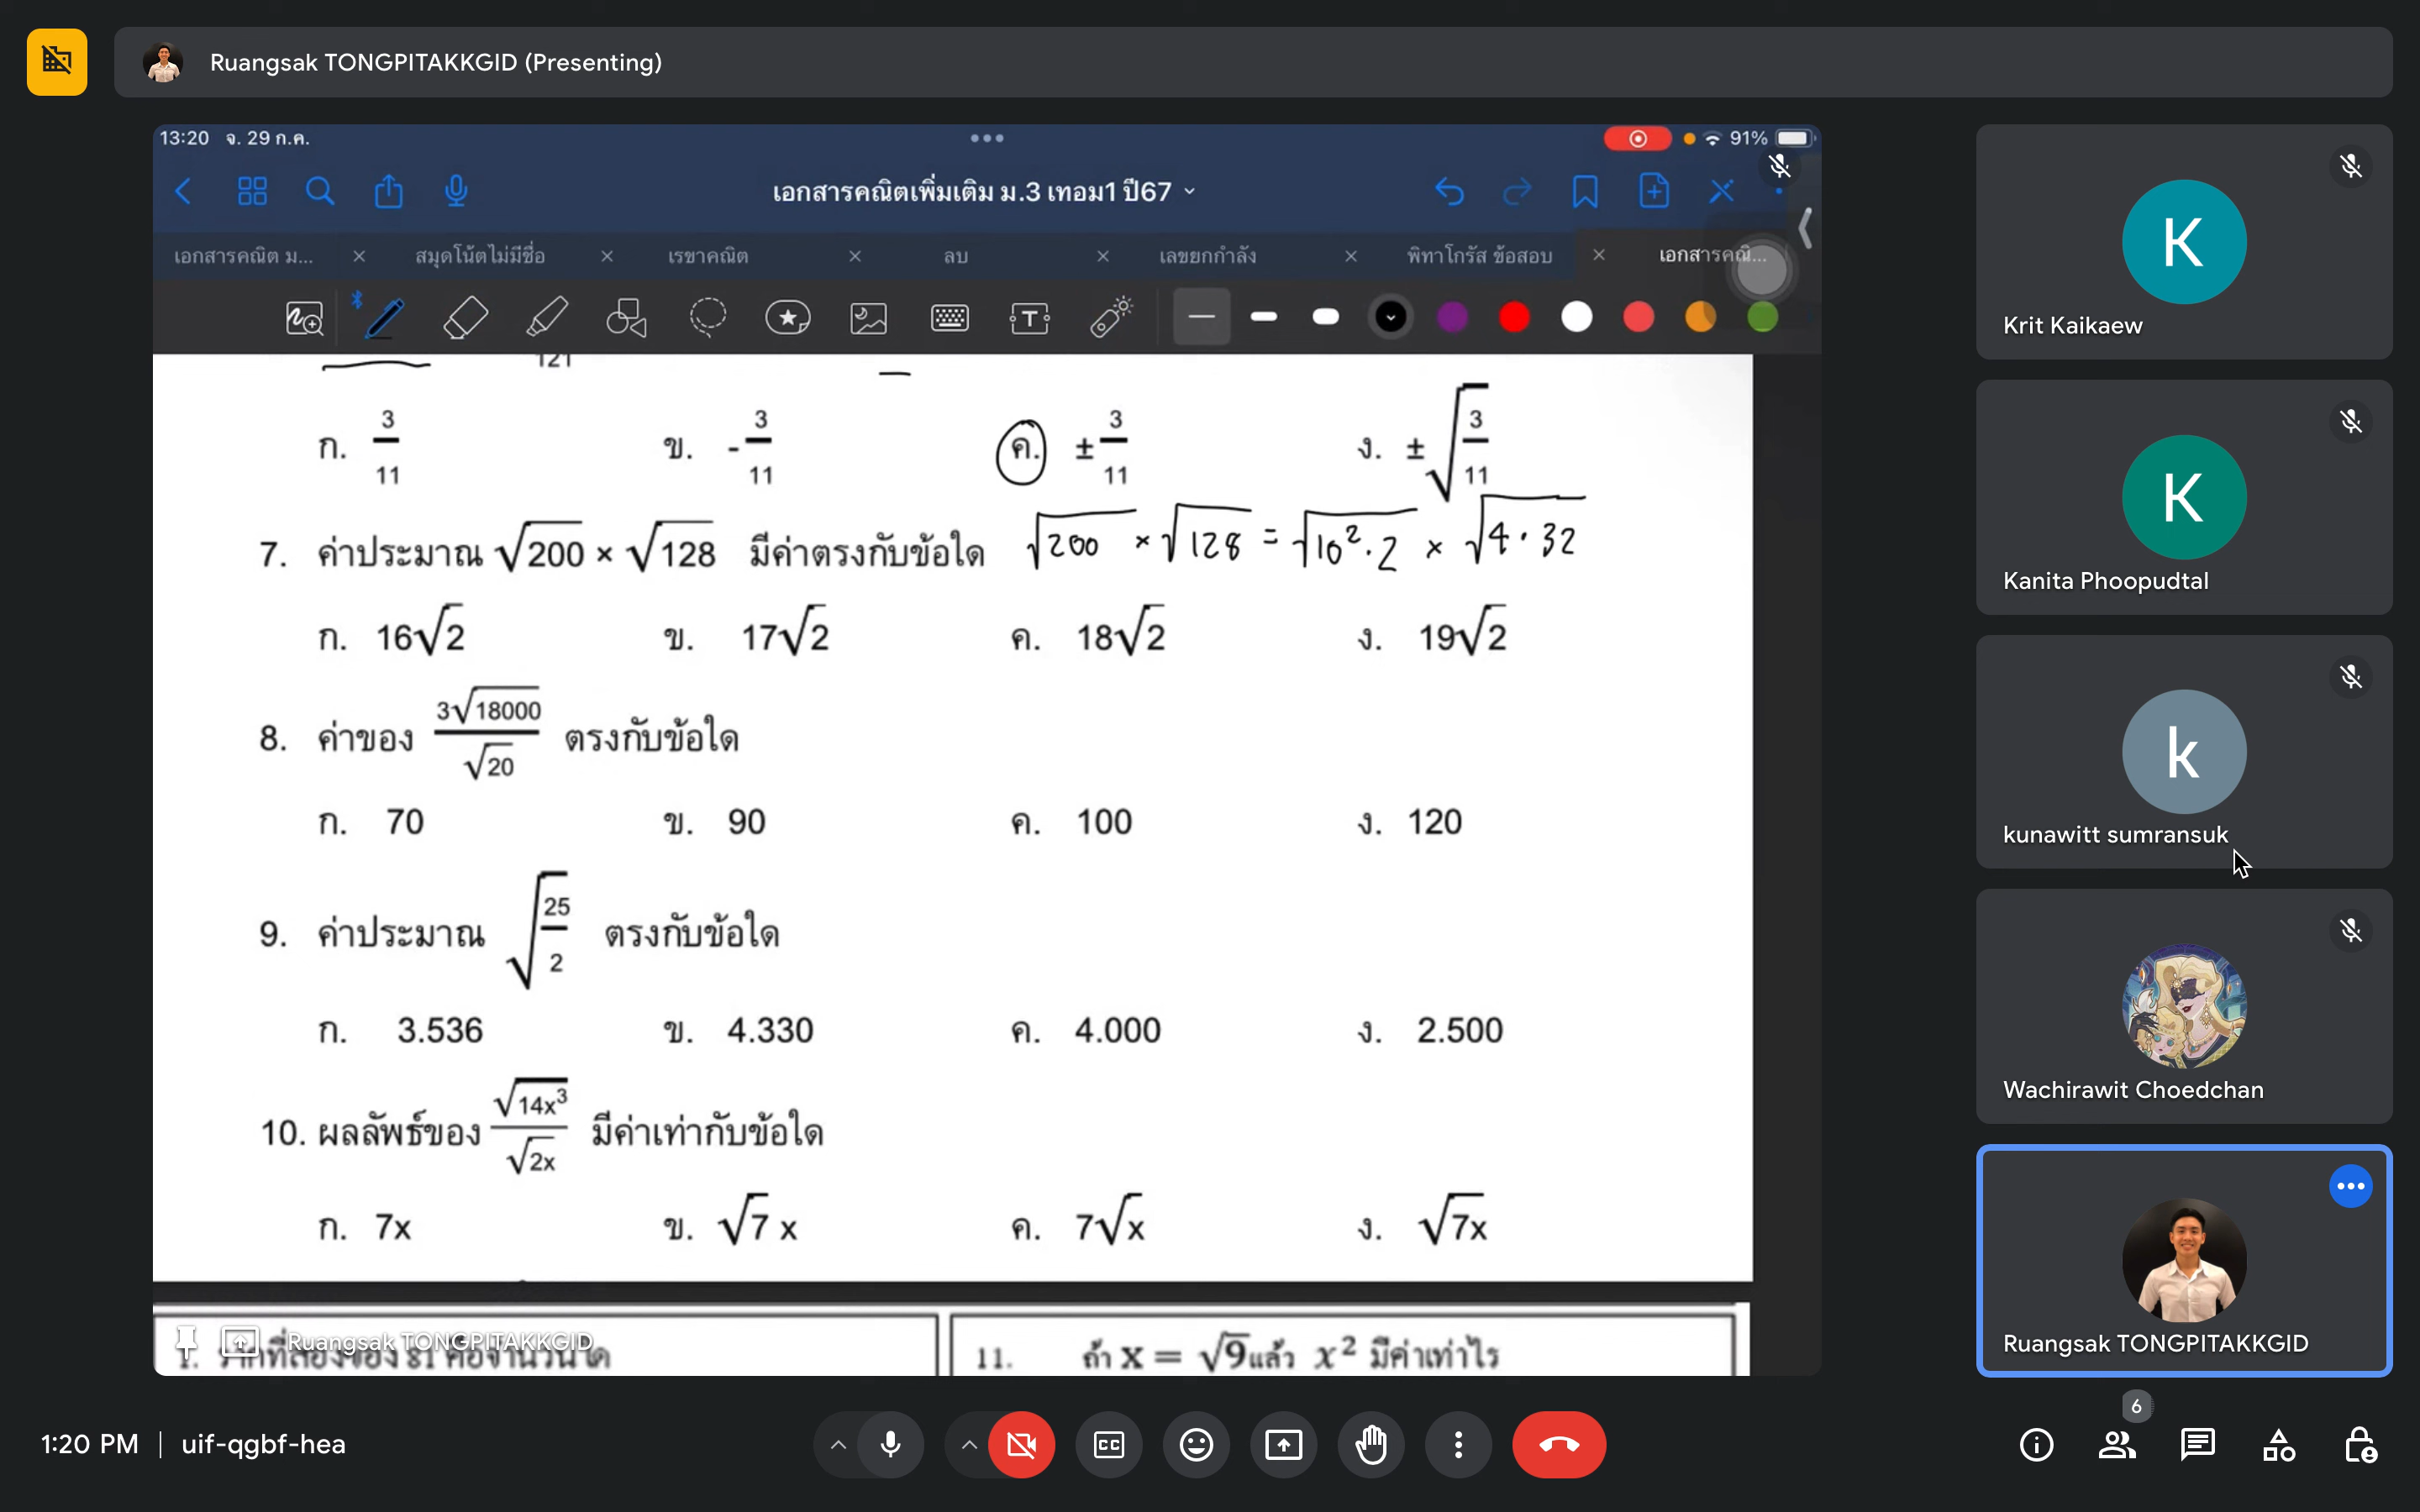 Ruangsak TONGPITAKKGID (Presenting)
13:20 จ. 29 ก.ค.
91%
เอกสารคณิตเพิ่มเติม ม.3 เทอม1 ปี67
เอกสารคณิต ม... × สมุดโน้ตไม่มีชื่อ × เรขาคณิต × ลบ × เลขยกกำลัง × พิทาโกรัส ข้อสอบ × เอกสารคณิ...
121
ก. 3/11 ข. -3/11 ค. ±3/11 ง. ±√(3/11)
7. ค่าประมาณ √200 × √128 มีค่าตรงกับข้อใด √200 × √128 = √10²·2 × √4·32
ก. 16√2 ข. 17√2 ค. 18√2 ง. 19√2
8. ค่าของ 3√18000/√20 ตรงกับข้อใด
ก. 70 ข. 90 ค. 100 ง. 120
9. ค่าประมาณ √(25/2) ตรงกับข้อใด
ก. 3.536 ข. 4.330 ค. 4.000 ง. 2.500
10. ผลลัพธ์ของ √14x³/√2x มีค่าเท่ากับข้อใด
ก. 7x ข. √7 x ค. 7√x ง. √7x
11. ถ้า x = √9แล้ว x² มีค่าเท่าไร
Ruangsak TONGPITAKKGID
K
Krit Kaikaew
K
Kanita Phoopudtal
k
kunawitt sumransuk
Wachirawit Choedchan
Ruangsak TONGPITAKKGID
1:20 PM | uif-qgbf-hea
CC
6